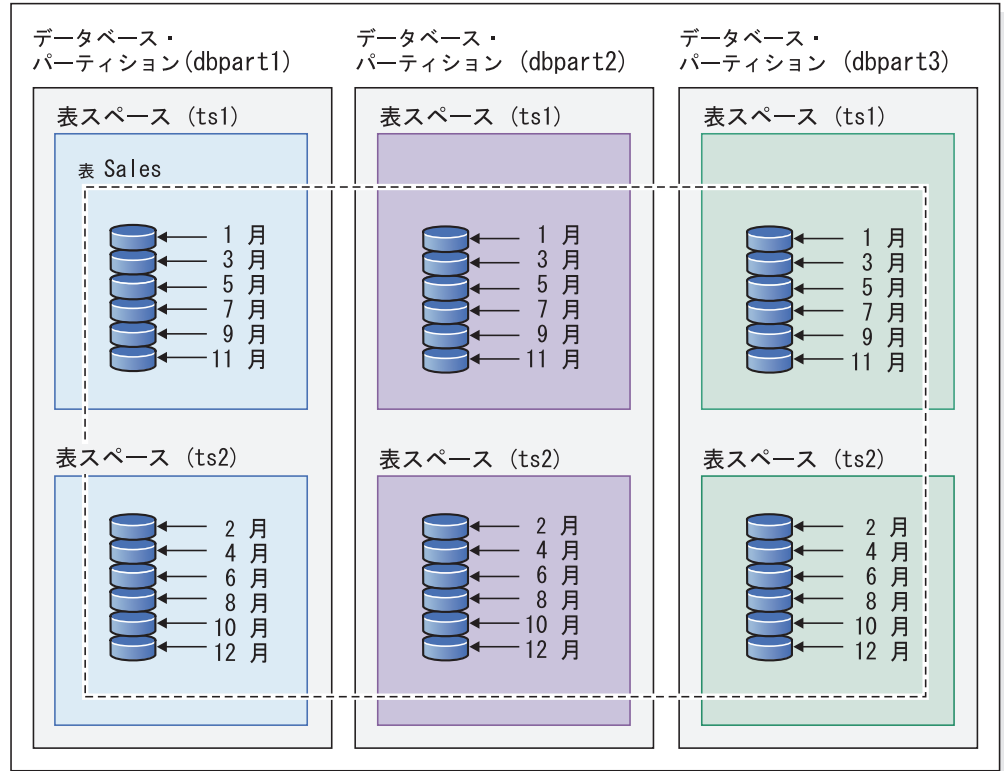 データベース・
パーティション(dbpart1)
表スペース (ts1)
表 Sales
1 月
3 月
5 月
7 月
9 月
11 月
表スペース (ts2)
2 月
4 月
6 月
8 月
10 月
12 月
データベース・
パーティション (dbpart2)
表スペース (ts1)
1 月
3 月
5 月
7 月
9 月
11 月
表スペース (ts2)
2 月
4 月
6 月
8 月
10 月
12 月
データベース・
パーティション (dbpart3)
表スペース (ts1)
1 月
3 月
5 月
7 月
9 月
11 月
表スペース (ts2)
2 月
4 月
6 月
8 月
10 月
12 月